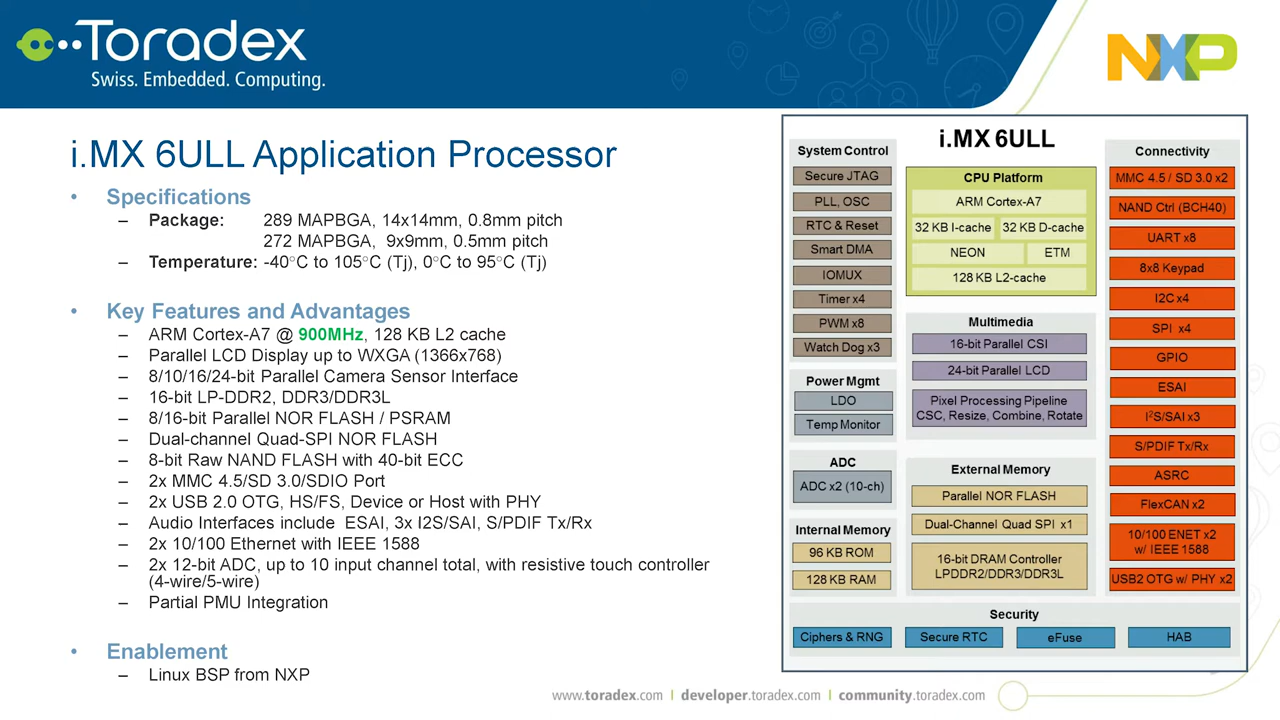 Toradex
Swiss. Embedded. Computing.
NXP
i.MX 6ULL Application Processor
• Specifications
– Package: 289 MAPBGA, 14x14mm, 0.8mm pitch
272 MAPBGA, 9x9mm, 0.5mm pitch
– Temperature: -40°C to 105°C (Tj), 0°C to 95°C (Tj)
• Key Features and Advantages
– ARM Cortex-A7 @ 900MHz, 128 KB L2 cache
– Parallel LCD Display up to WXGA (1366x768)
– 8/10/16/24-bit Parallel Camera Sensor Interface
– 16-bit LP-DDR2, DDR3/DDR3L
– 8/16-bit Parallel NOR FLASH / PSRAM
– Dual-channel Quad-SPI NOR FLASH
– 8-bit Raw NAND FLASH with 40-bit ECC
– 2x MMC 4.5/SD 3.0/SDIO Port
– 2x USB 2.0 OTG, HS/FS, Device or Host with PHY
– Audio Interfaces include ESAI, 3x I2S/SAI, S/PDIF Tx/Rx
– 2x 10/100 Ethernet with IEEE 1588
– 2x 12-bit ADC, up to 10 input channel total, with resistive touch controller
(4-wire/5-wire)
– Partial PMU Integration
• Enablement
– Linux BSP from NXP
i.MX 6ULL
System Control
Secure JTAG
PLL, OSC
RTC & Reset
Smart DMA
IOMUX
Timer x4
PWM x8
Watch Dog x3
Power Mgmt
LDO
Temp Monitor
ADC
ADC x2 (10-ch)
Internal Memory
96 KB ROM
128 KB RAM
CPU Platform
ARM Cortex-A7
32 KB I-cache 32 KB D-cache
NEON ETM
128 KB L2-cache
Multimedia
16-bit Parallel CSI
24-bit Parallel LCD
Pixel Processing Pipeline
CSC, Resize, Combine, Rotate
External Memory
Parallel NOR FLASH
Dual-Channel Quad SPI x1
16-bit DRAM Controller
LPDDR2/DDR3/DDR3L
Connectivity
MMC 4.5 / SD 3.0 x2
NAND Ctrl (BCH40)
UART x8
8x8 Keypad
I2C x4
SPI x4
GPIO
ESAI
I²S/SAI x3
S/PDIF Tx/Rx
ASRC
FlexCAN x2
10/100 ENET x2
w/ IEEE 1588
USB2 OTG w/ PHY x2
Security
Ciphers & RNG Secure RTC eFuse HAB
www.toradex.com | developer.toradex.com | community.toradex.com